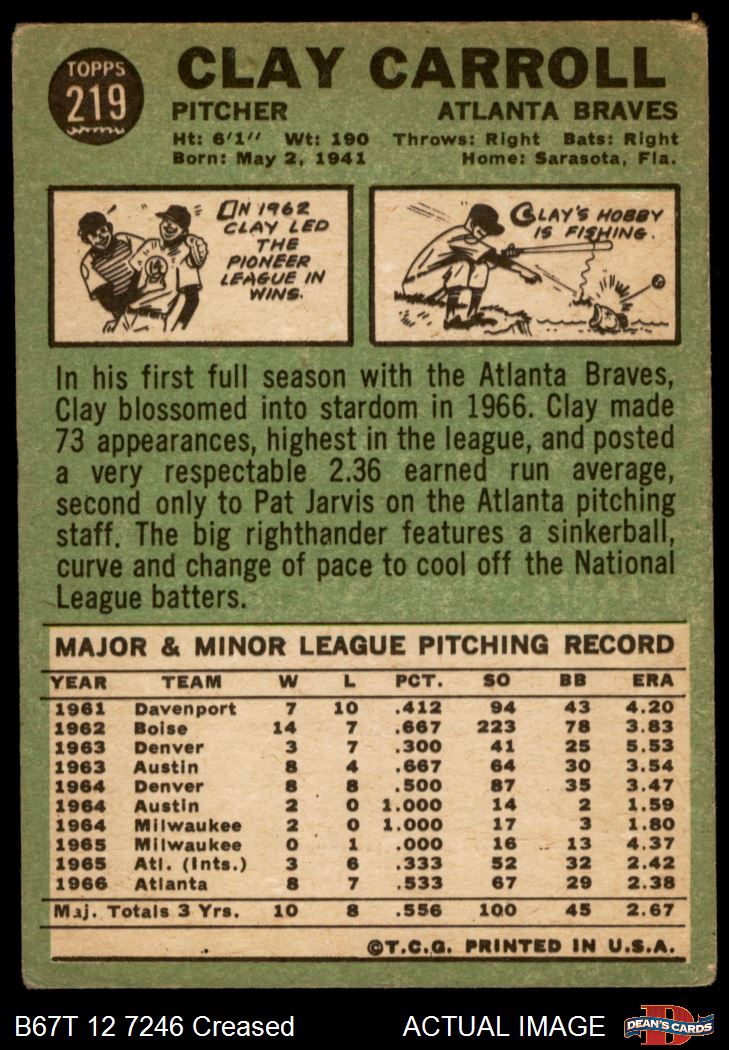 TOPPS
219
CLAY CARROLL
PITCHER ATLANTA BRAVES
Ht: 6'1'' Wt: 190 Throws: Right Bats: Right
Born: May 2, 1941 Home: Sarasota, Fla.
IN 1962
CLAY LED
THE
PIONEER
LEAGUE IN
WINS.
CLAY'S HOBBY
IS FISHING.
In his first full season with the Atlanta Braves,
Clay blossomed into stardom in 1966. Clay made
73 appearances, highest in the league, and posted
a very respectable 2.36 earned run average,
second only to Pat Jarvis on the Atlanta pitching
staff. The big righthander features a sinkerball,
curve and change of pace to cool off the National
League batters.
MAJOR & MINOR LEAGUE PITCHING RECORD
YEAR TEAM W L PCT. SO BB ERA
1961 Davenport 7 10 .412 94 43 4.20
1962 Boise 14 7 .667 223 78 3.83
1963 Denver 3 7 .300 41 25 5.53
1963 Austin 8 4 .667 64 30 3.54
1964 Denver 8 8 .500 87 35 3.47
1964 Austin 2 0 1.000 14 2 1.59
1964 Milwaukee 2 0 1.000 17 3 1.80
1965 Milwaukee 0 1 .000 16 13 4.37
1965 Atl. (Ints.) 3 6 .333 52 32 2.42
1966 Atlanta 8 7 .533 67 29 2.38
Maj. Totals 3 Yrs. 10 8 .556 100 45 2.67
©T.C.G. PRINTED IN U.S.A.
B67T 12 7246 Creased ACTUAL IMAGE
DEAN'S CARDS